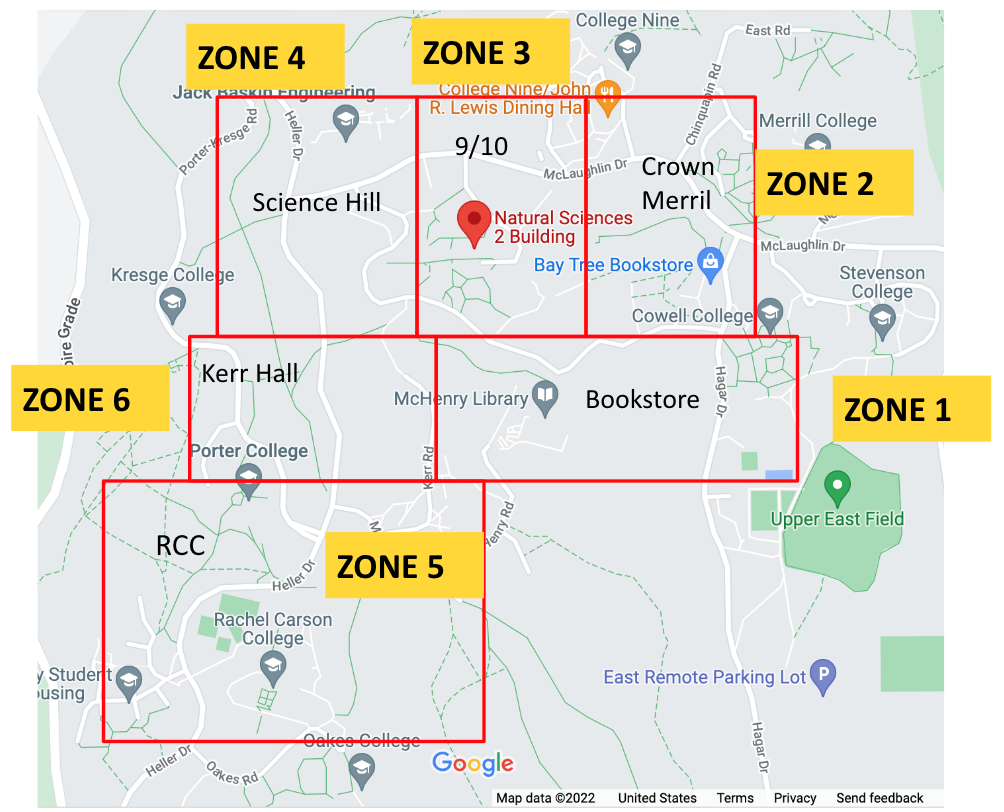 College Nine
ZONE 4
ZONE 3
East Rd
Jack Baskin Engineering
College Nine/John
R. Lewis Dining Hall
Chinquapin Rd
Porter-Kresge Rd
Heller Dr
9/10
Merrill College
McLaughlin Dr
Crown
Merril
ZONE 2
Science Hill
Natural Sciences
2 Building
McLaughlin Dr
Bay Tree Bookstore
Kresge College
Stevenson
College
Cowell College
Kerr Hall
Hagar Dr
ZONE 6
McHenry Library
Bookstore
ZONE 1
Porter College
Kerr Rd
Upper East Field
RCC
ZONE 5
Heller Dr
Rachel Carson
College
y Student
ousing
East Remote Parking Lot
Hagar Dr
Oakes College
Heller Dr
Oakes Rd
Google
Map data ©2022 United States Terms Privacy Send feedback